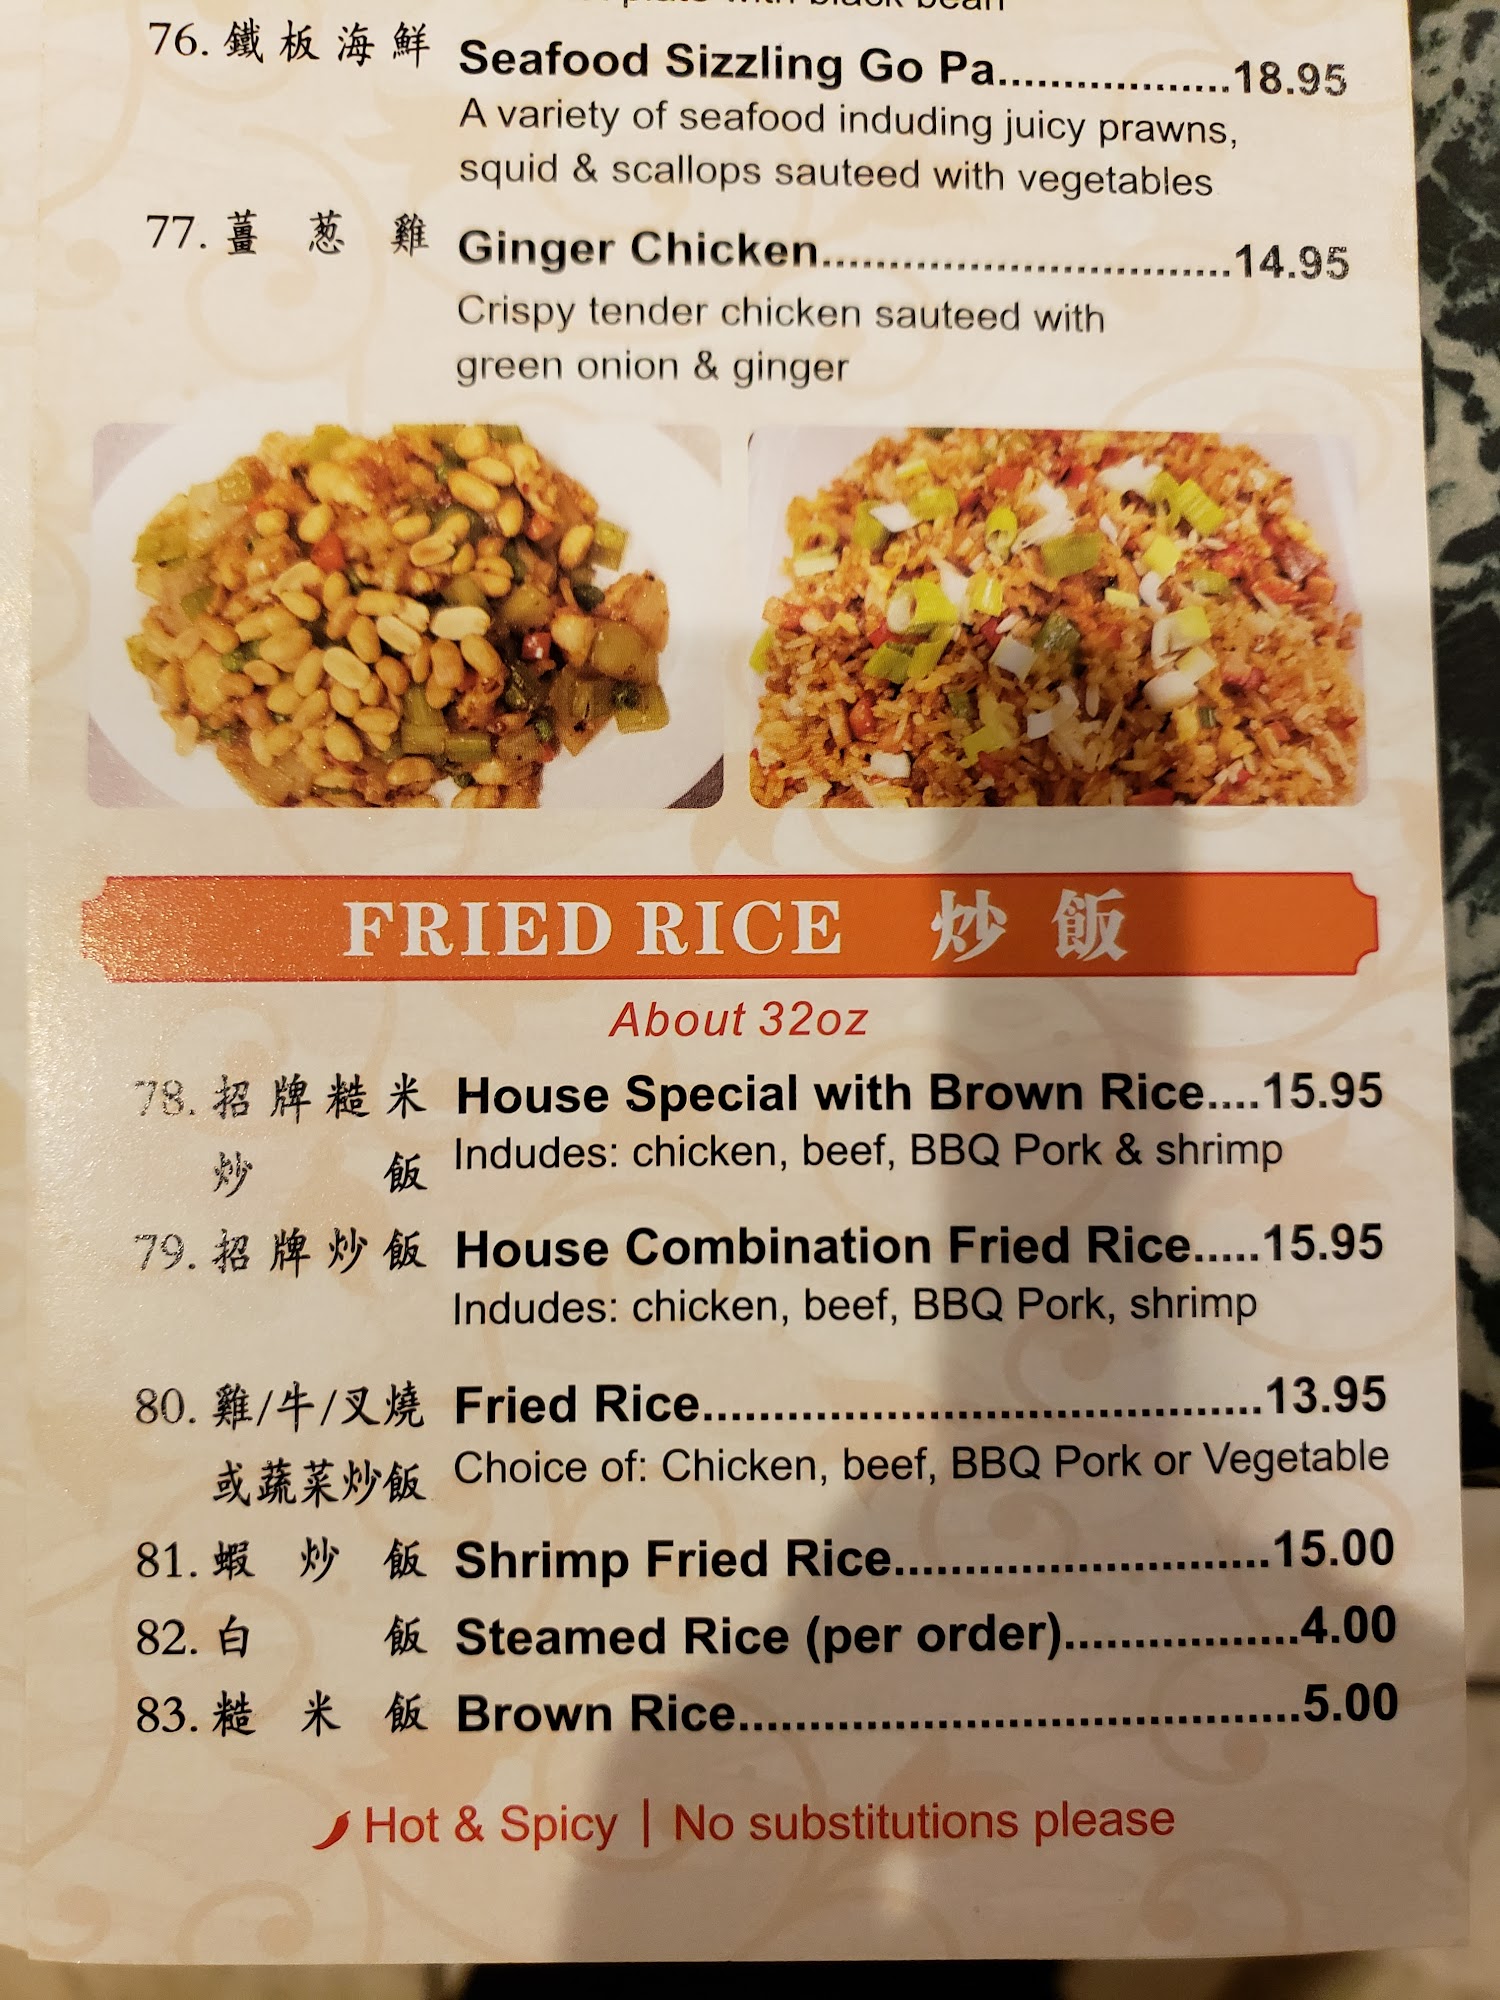 plate with black bean
76. 鐵板海鮮 Seafood Sizzling Go Pa..................18.95
A variety of seafood induding juicy prawns,
squid & scallops sauteed with vegetables
77. 薑葱雞 Ginger Chicken...............................14.95
Crispy tender chicken sauteed with
green onion & ginger
FRIED RICE 炒飯
About 32oz
78. 招牌糙米 House Special with Brown Rice....15.95
炒飯 Indudes: chicken, beef, BBQ Pork & shrimp
79. 招牌炒飯 House Combination Fried Rice.....15.95
Indudes: chicken, beef, BBQ Pork, shrimp
80. 雞/牛/叉燒 Fried Rice........................................13.95
或蔬菜炒飯 Choice of: Chicken, beef, BBQ Pork or Vegetable
81. 蝦炒飯 Shrimp Fried Rice...........................15.00
82. 白飯 Steamed Rice (per order).................4.00
83. 糙米飯 Brown Rice........................................5.00
Hot & Spicy | No substitutions please